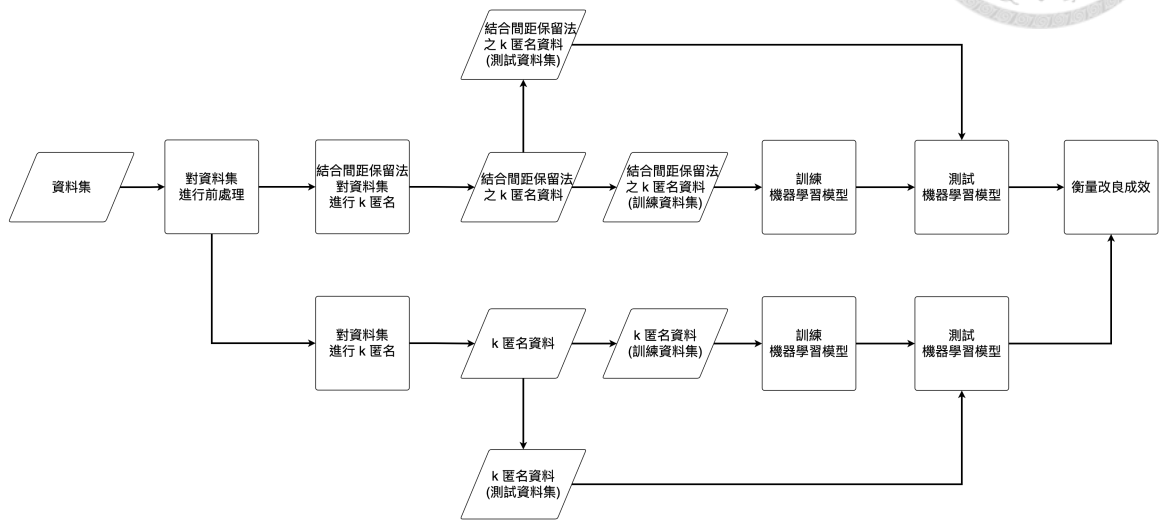 結合間距保留法
之 k 匿名資料
(測試資料集)
資料集
對資料集
進行前處理
結合間距保留法
對資料集
進行 k 匿名
結合間距保留法
之 k 匿名資料
結合間距保留法
之 k 匿名資料
(訓練資料集)
訓練
機器學習模型
測試
機器學習模型
衡量改良成效
對資料集
進行 k 匿名
k 匿名資料
k 匿名資料
(訓練資料集)
訓練
機器學習模型
測試
機器學習模型
k 匿名資料
(測試資料集)